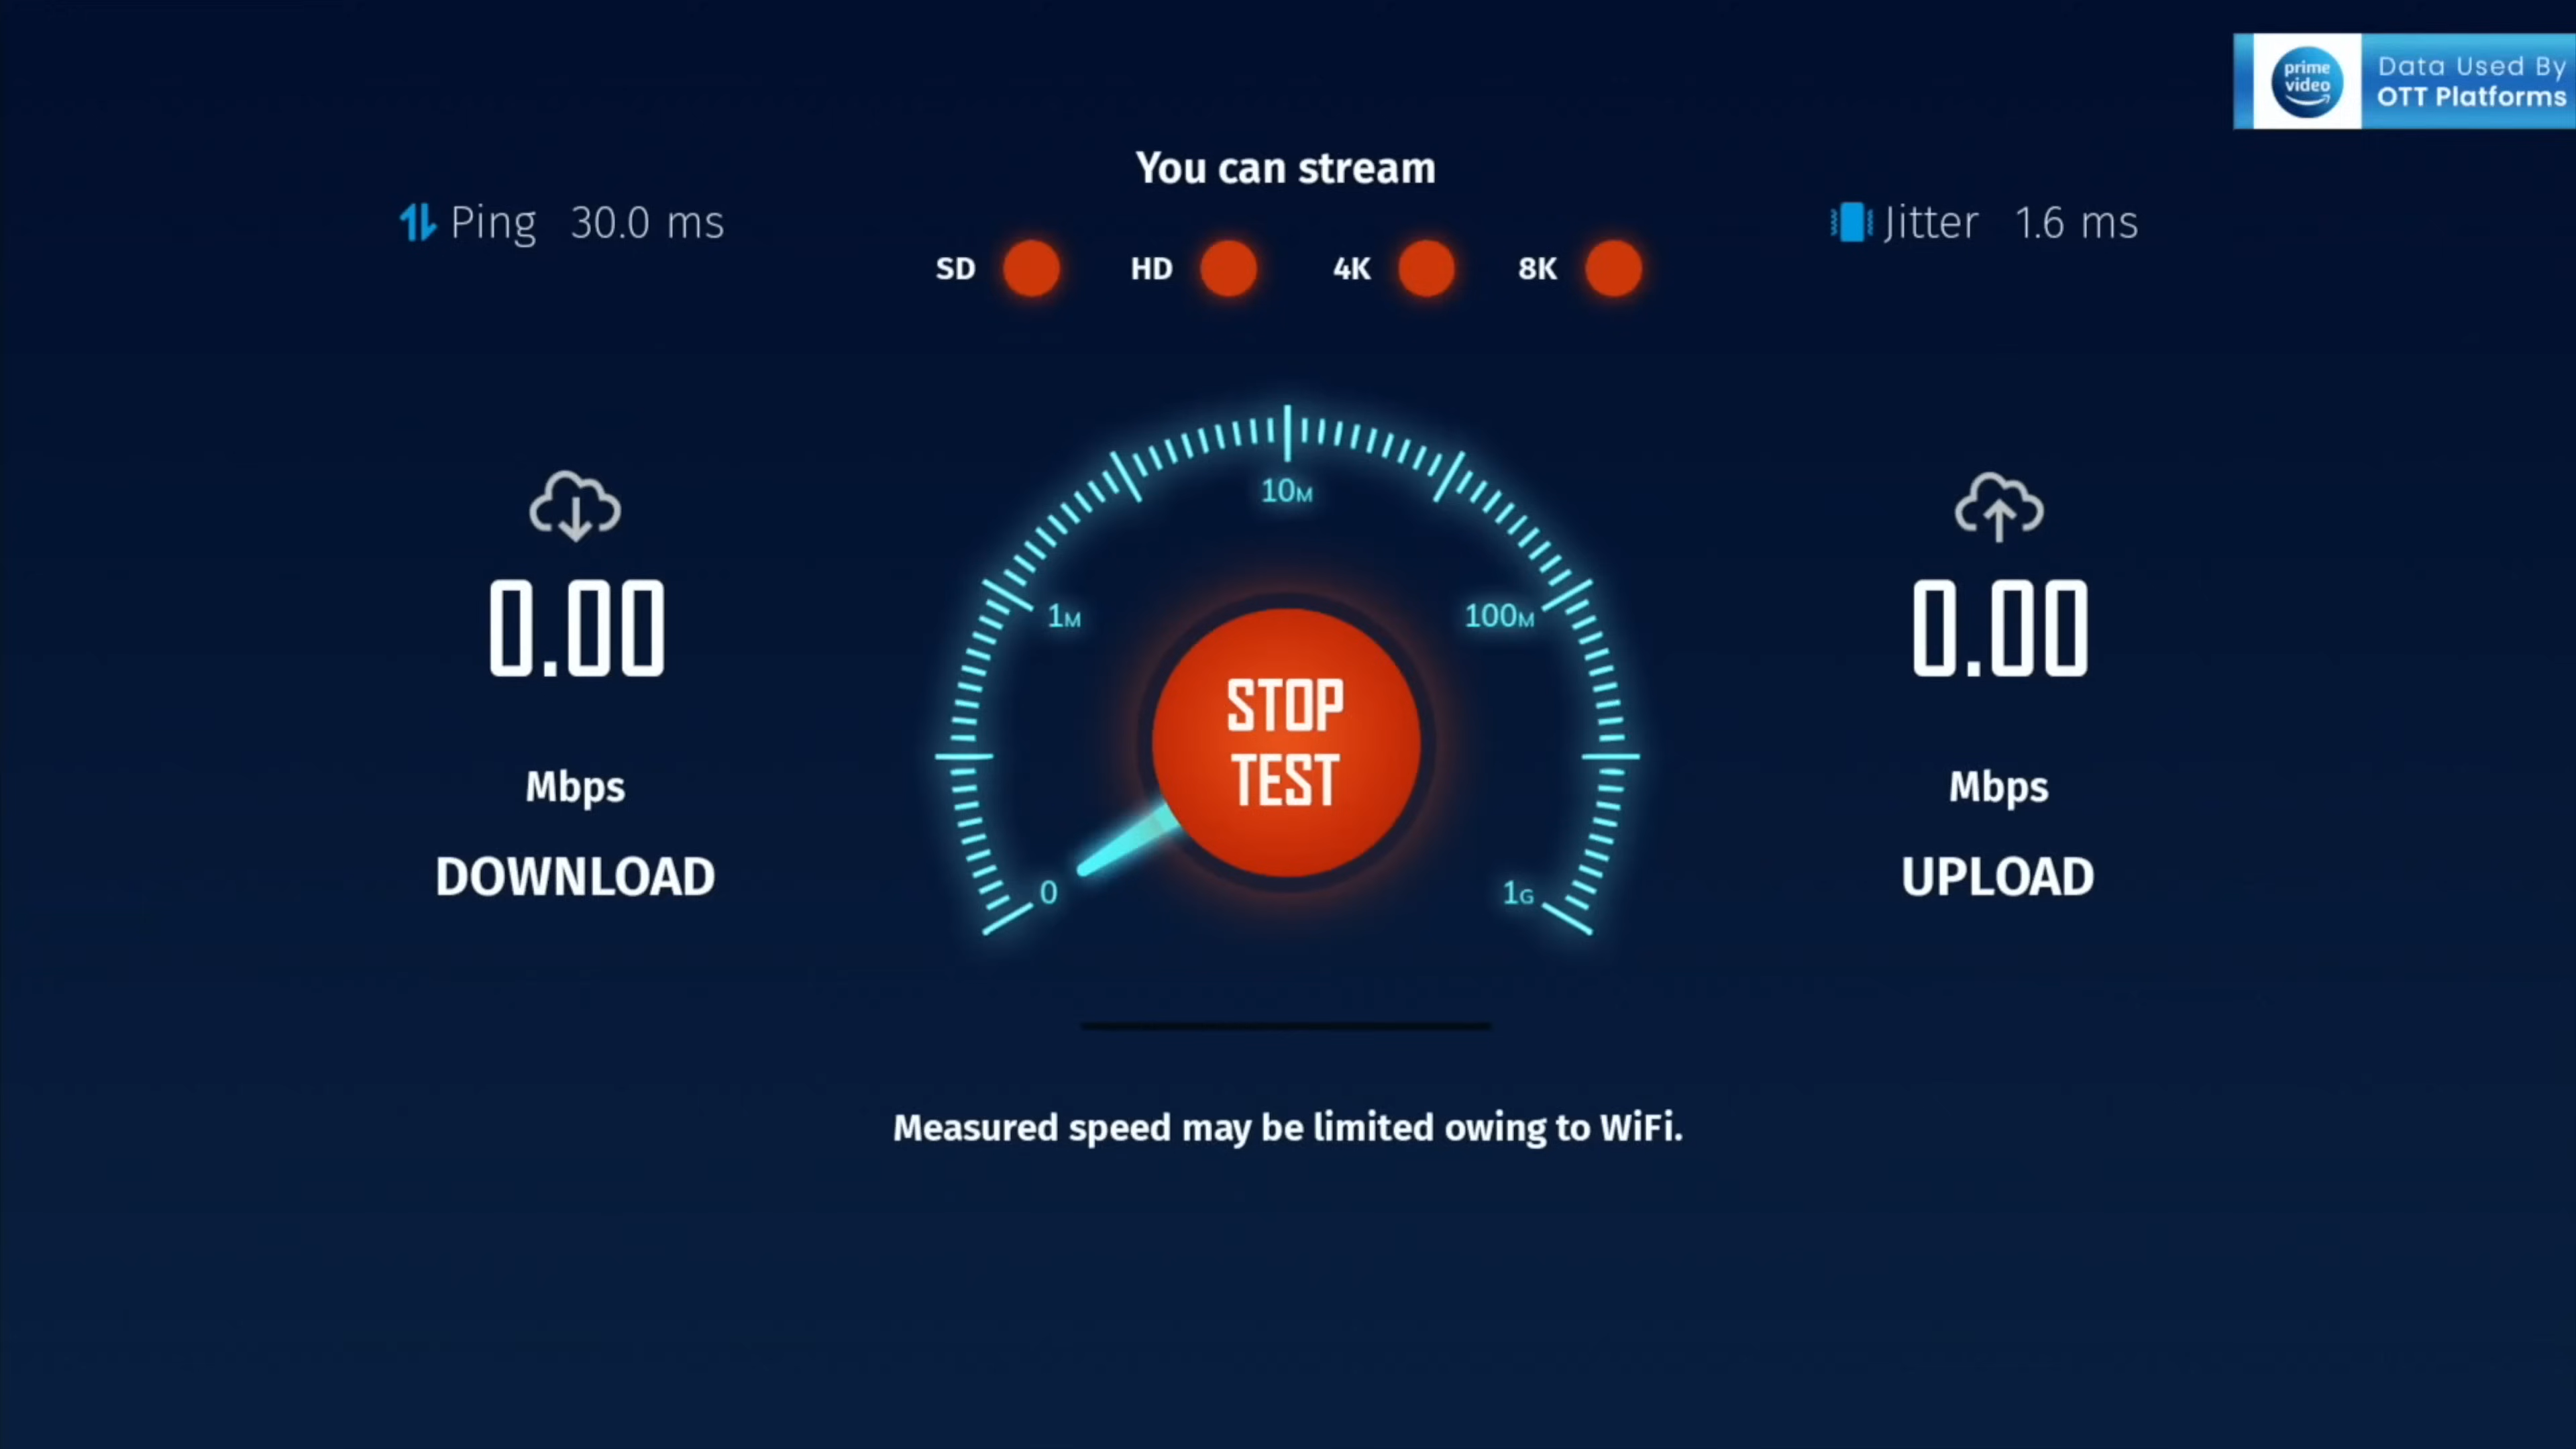 prime
video
Data Used By
OTT Platforms
You can stream
Ping 30.0 ms
Jitter 1.6 ms
SD HD 4K 8K
10M
1M
100M
0.00
0.00
STOP
TEST
Mbps
Mbps
DOWNLOAD
UPLOAD
0
1G
Measured speed may be limited owing to WiFi.